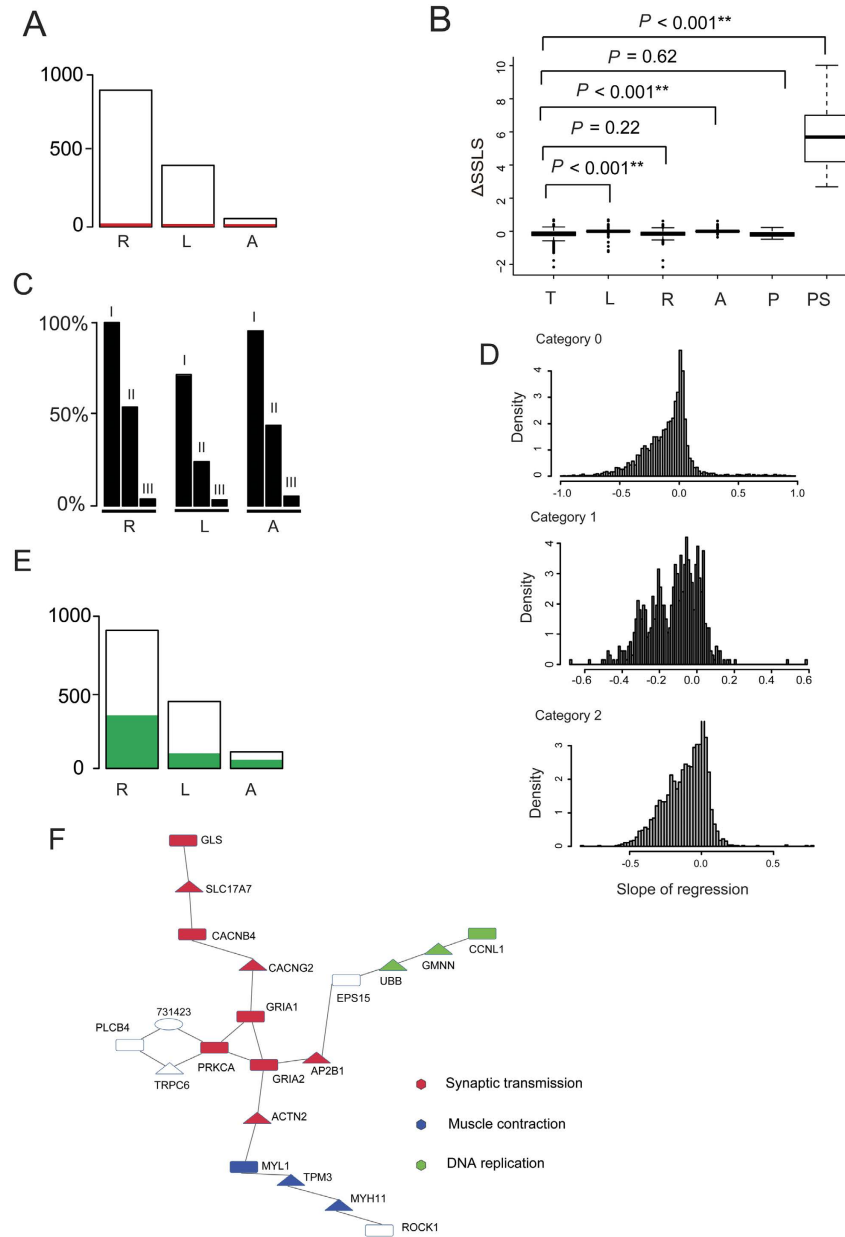 A
1000
500
0
R L A
B
P < 0.001**
P = 0.62
P < 0.001**
P = 0.22
P < 0.001**
ΔSSLS
10
8
6
4
2
0
−2
T L R A P PS
C
100%
50%
0%
I II III
I II III
I II III
R L A
D
Category 0
Density
4
3
2
1
0
-1.0 -0.5 0.0 0.5 1.0
Category 1
Density
4
3
2
1
0
-0.6 -0.4 -0.2 0.0 0.2 0.4 0.6
Category 2
Density
3
2
1
0
-0.5 0.0 0.5
Slope of regression
E
1000
500
0
R L A
F
GLS
SLC17A7
CACNB4
CACNG2
CCNL1
GMNN
UBB
EPS15
GRIA1
731423
PLCB4
PRKCA
TRPC6
GRIA2
AP2B1
ACTN2
MYL1
TPM3
MYH11
ROCK1
Synaptic transmission
Muscle contraction
DNA replication